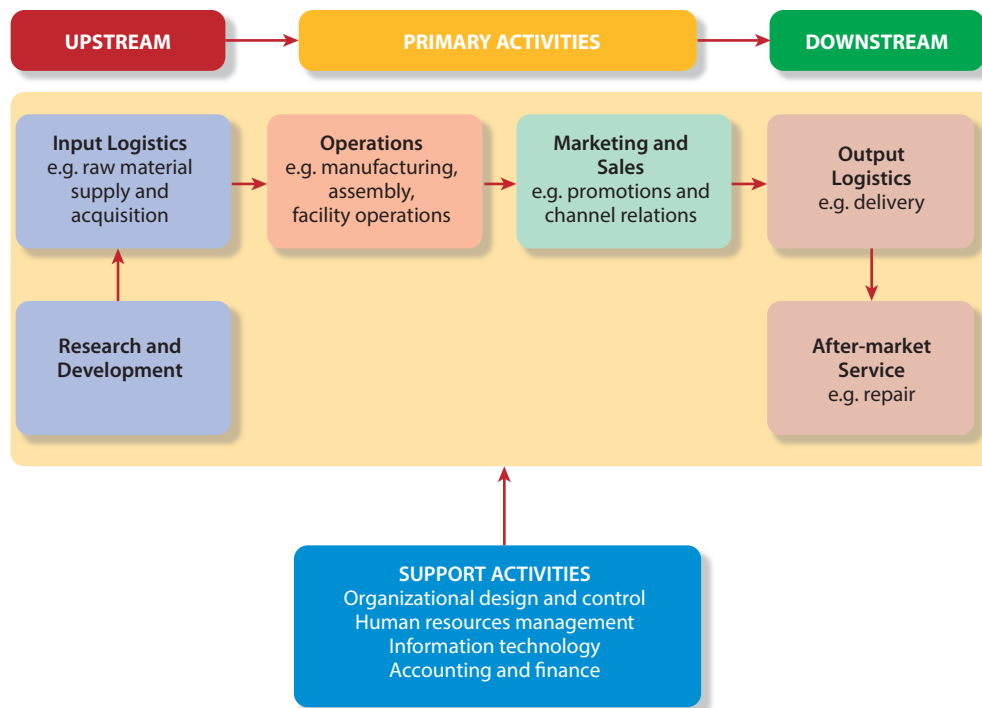 UPSTREAM
PRIMARY ACTIVITIES
DOWNSTREAM
Input Logistics
e.g. raw material
supply and
acquisition
Operations
e.g. manufacturing,
assembly,
facility operations
Marketing and
Sales
e.g. promotions and
channel relations
Output
Logistics
e.g. delivery
Research and
Development
After-market
Service
e.g. repair
SUPPORT ACTIVITIES
Organizational design and control
Human resources management
Information technology
Accounting and finance